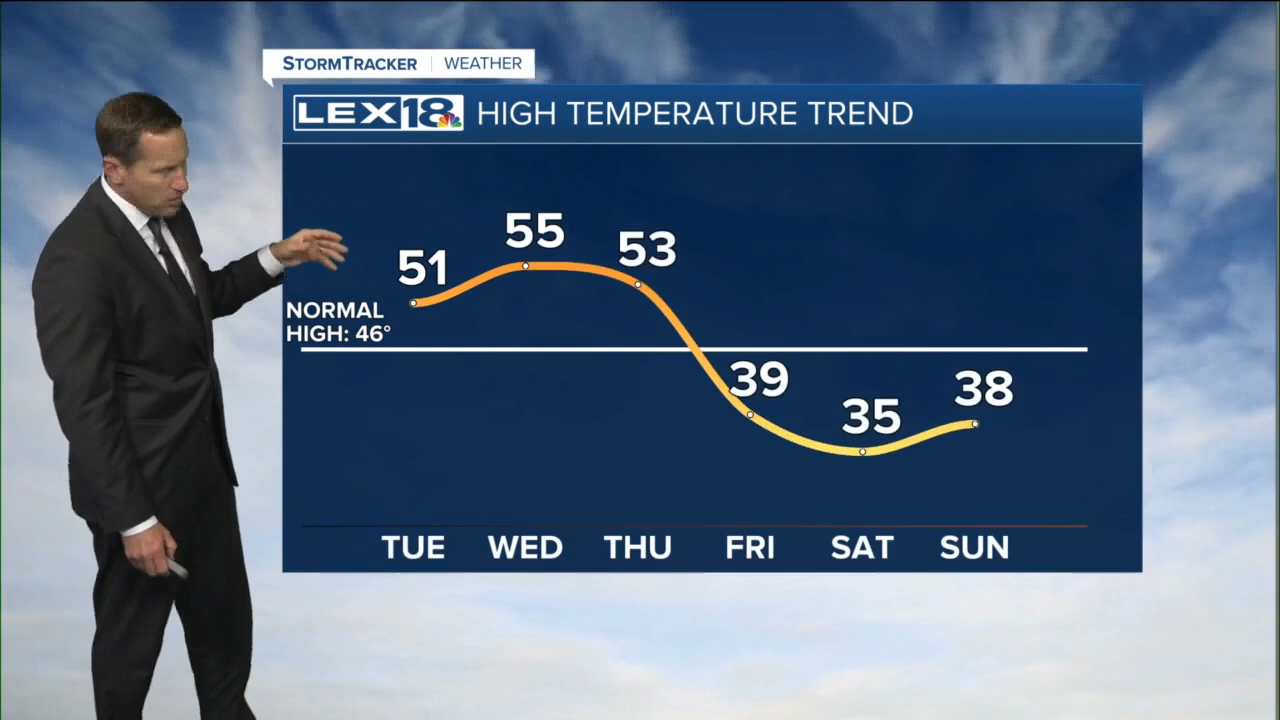 STORMTRACKER | WEATHER
LEX18 HIGH TEMPERATURE TREND
51 55 53
NORMAL
HIGH: 46°
39 35 38
TUE WED THU FRI SAT SUN